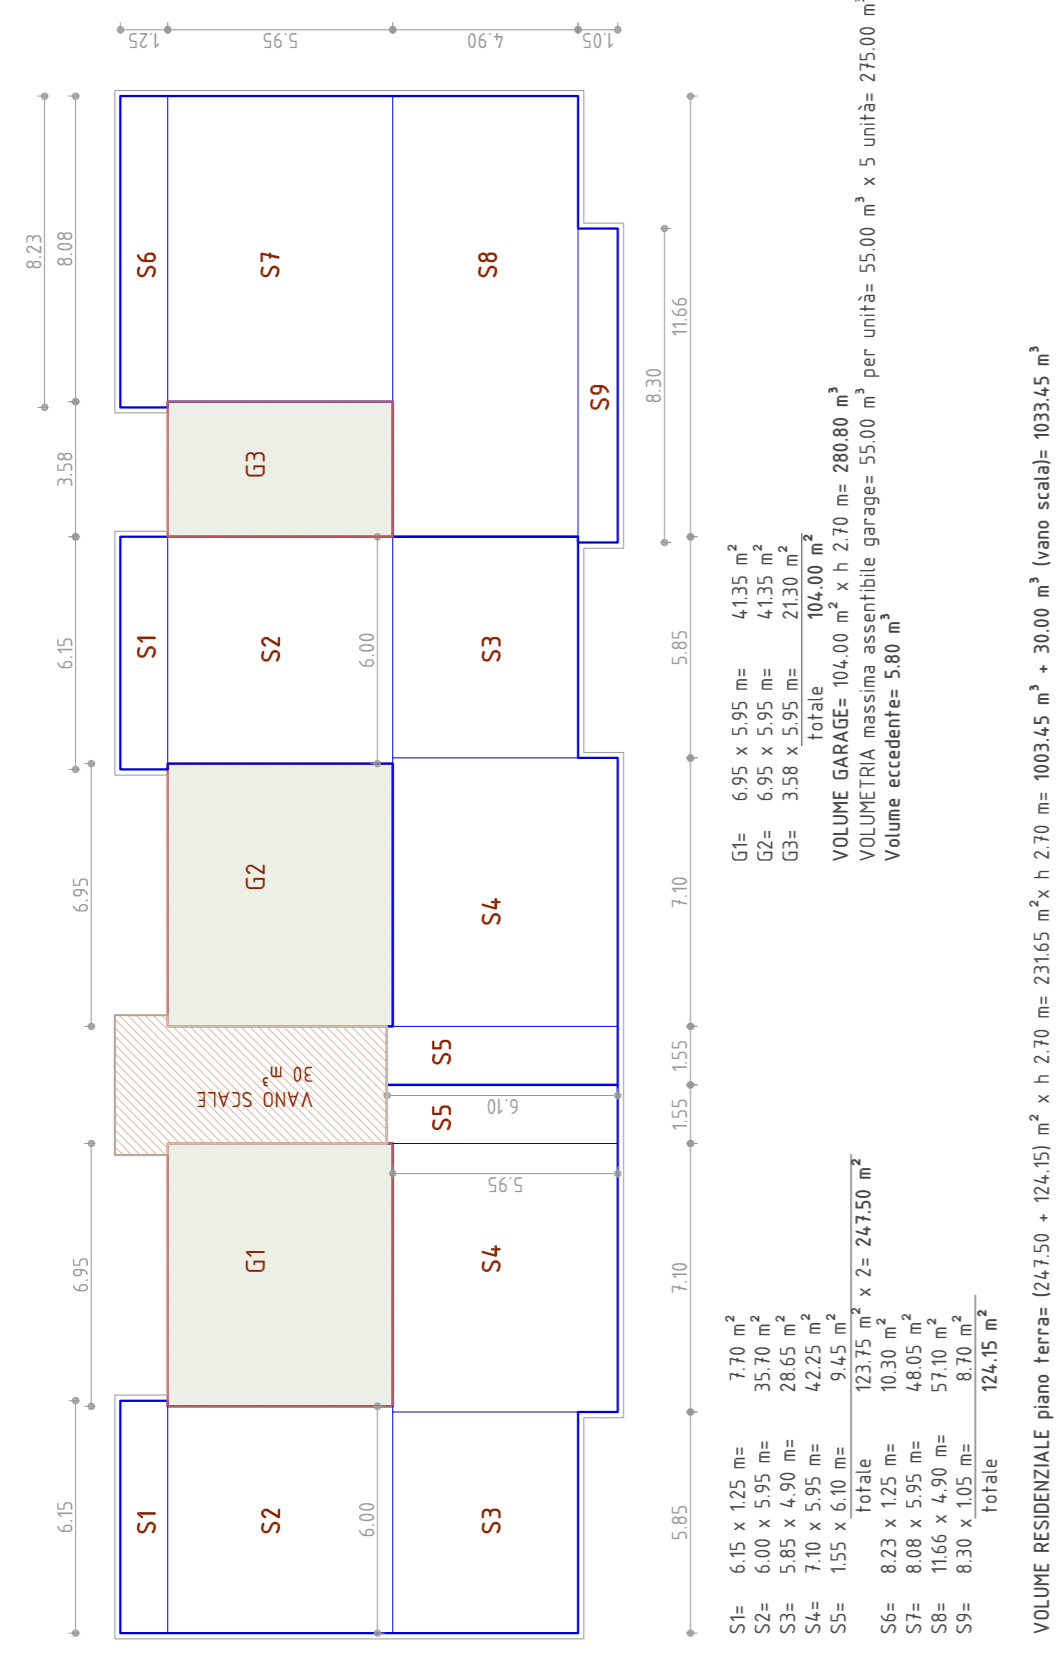 8.23
6.15
3.58
8.08
6.95
6.95
6.15
S1
S1
S6
1.25
VANO SCALE
30 m³
S2
G1
G2
S2
G3
S7
5.95
6.00
6.00
S5
S5
S3
S4
S4
S3
S8
4.90
5.95
6.10
S9
1.05
8.30
5.85
7.10
1.55
1.55
7.10
5.85
11.66
S1= 6.15 x 1.25 m= 7.70 m²
S2= 6.00 x 5.95 m= 35.70 m²
S3= 5.85 x 4.90 m= 28.65 m²
S4= 7.10 x 5.95 m= 42.25 m²
S5= 1.55 x 6.10 m= 9.45 m²
totale 123.75 m² x 2= 247.50 m²
S6= 8.23 x 1.25 m= 10.30 m²
S7= 8.08 x 5.95 m= 48.05 m²
S8= 11.66 x 4.90 m= 57.10 m²
S9= 8.30 x 1.05 m= 8.70 m²
totale 124.15 m²
G1= 6.95 x 5.95 m= 41.35 m²
G2= 6.95 x 5.95 m= 41.35 m²
G3= 3.58 x 5.95 m= 21.30 m²
totale 104.00 m²
VOLUME GARAGE= 104.00 m² x h 2.70 m= 280.80 m³
VOLUMETRIA massima assentibile garage= 55.00 m³ per unità= 55.00 m³ x 5 unità= 275.00 m³
Volume eccedente= 5.80 m³
VOLUME RESIDENZIALE piano terra= (247.50 + 124.15) m² x h 2.70 m= 231.65 m²x h 2.70 m= 1003.45 m³ + 30.00 m³ (vano scala)= 1033.45 m³